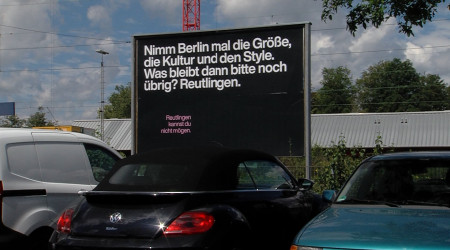 Nimm Berlin mal die Größe,
die Kultur und den Style.
Was bleibt dann bitte noch
übrig? Reutlingen.
Reutlingen
kannst du
nicht mögen.